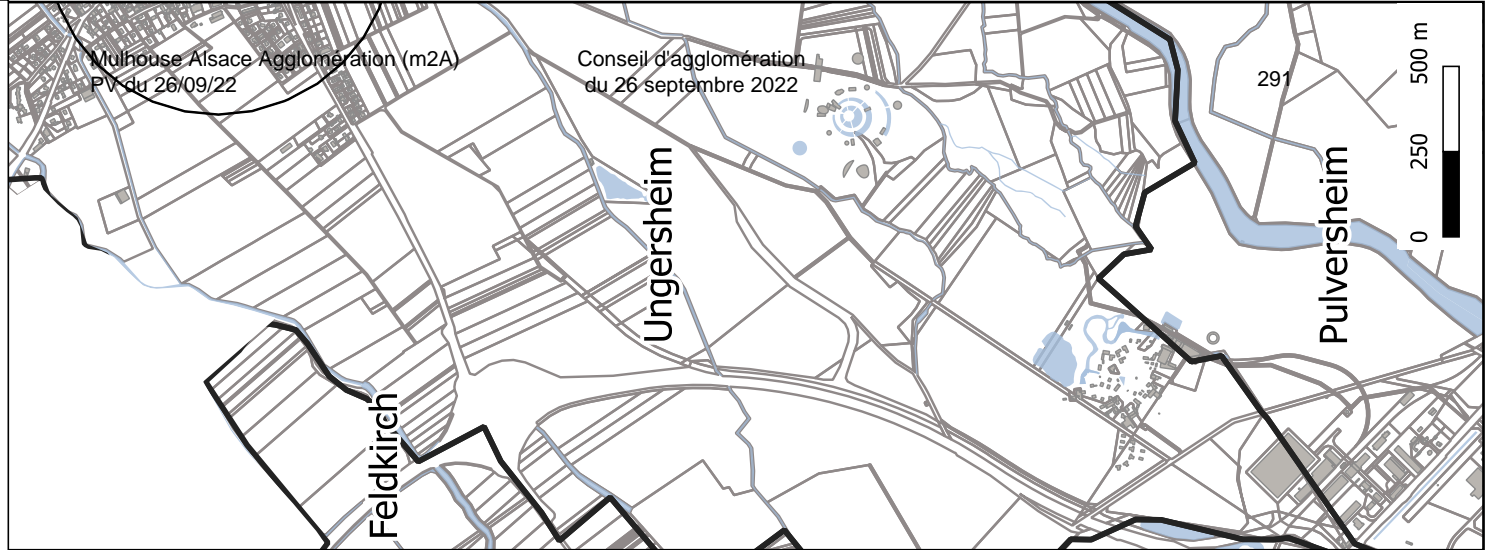 Mulhouse Alsace Agglomération (m2A)
PV du 26/09/22
Conseil d'agglomération
du 26 septembre 2022
291
Ungersheim
Feldkirch
Pulversheim
0 250 500 m